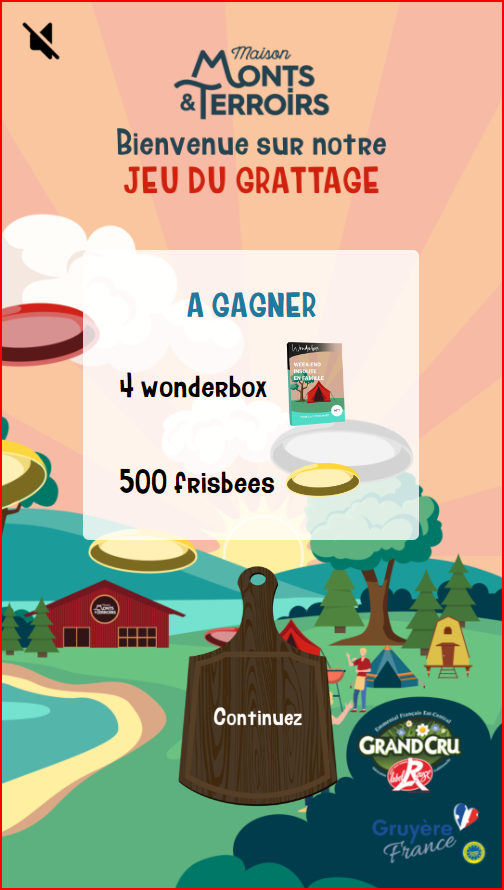 Maison
MONTS
& TERROIRS
Bienvenue sur notre
JEU DU GRATTAGE
A GAGNER
4 wonderbox
Wonderbox
WEEK-END
INSOLITE
EN FAMILLE
500 frisbees
MONTS
& TERROIRS
Continuez
Emmental Français Est-Central
GRAND CRU
Label
Rouge
Gruyère
France